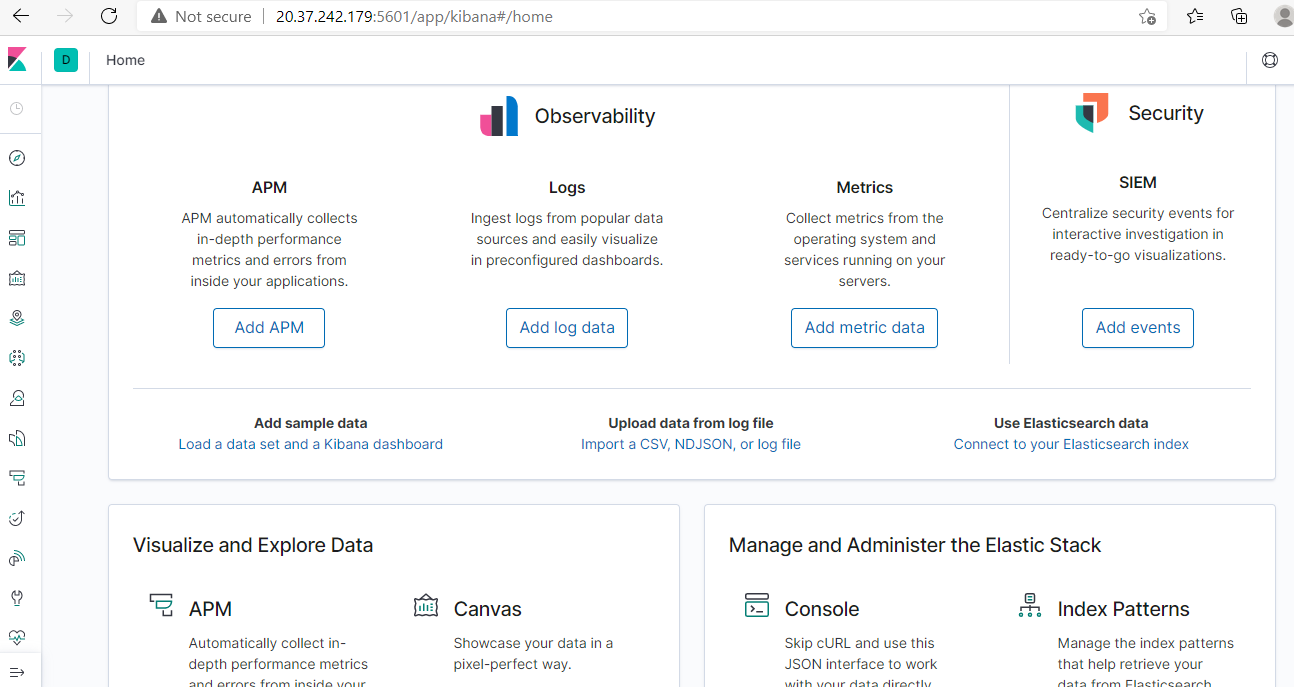 Not secure
20.37.242.179:5601/app/kibana#/home
D
Home
Observability
Security
APM
APM automatically collects
in-depth performance
metrics and errors from
inside your applications.
Add APM
Logs
Ingest logs from popular data
sources and easily visualize
in preconfigured dashboards.
Add log data
Metrics
Collect metrics from the
operating system and
services running on your
servers.
Add metric data
SIEM
Centralize security events for
interactive investigation in
ready-to-go visualizations.
Add events
Add sample data
Load a data set and a Kibana dashboard
Upload data from log file
Import a CSV, NDJSON, or log file
Use Elasticsearch data
Connect to your Elasticsearch index
Visualize and Explore Data
APM
Automatically collect in-
depth performance metrics
and errors from inside your
Canvas
Showcase your data in a
pixel-perfect way.
Manage and Administer the Elastic Stack
Console
Skip cURL and use this
JSON interface to work
with your data directly.
Index Patterns
Manage the index patterns
that help retrieve your
data from Elasticsearch.